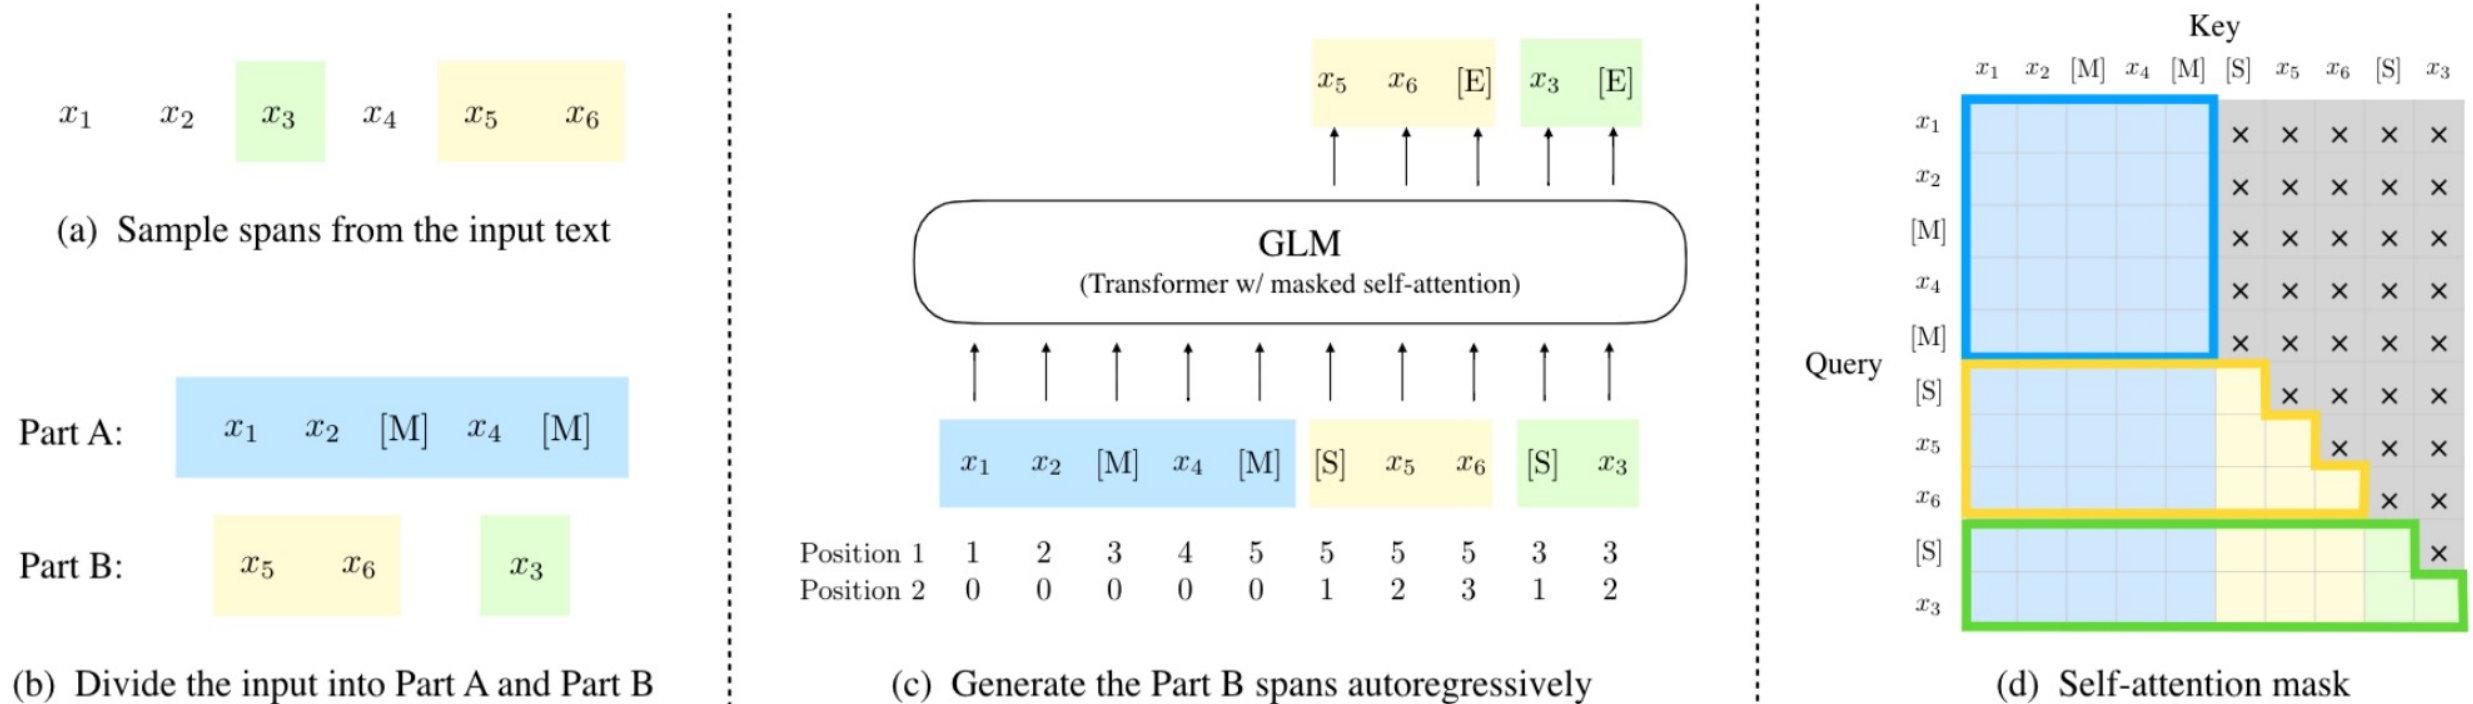 x₁ x₂ x₃ x₄ x₅ x₆
(a) Sample spans from the input text
Part A: x₁ x₂ [M] x₄ [M]
Part B: x₅ x₆ x₃
(b) Divide the input into Part A and Part B
x₅ x₆ [E] x₃ [E]
GLM
(Transformer w/ masked self-attention)
x₁ x₂ [M] x₄ [M] [S] x₅ x₆ [S] x₃
Position 1 1 2 3 4 5 5 5 5 3 3
Position 2 0 0 0 0 0 1 2 3 1 2
(c) Generate the Part B spans autoregressively
Key
x₁ x₂ [M] x₄ [M] [S] x₅ x₆ [S] x₃
x₁ × × × × ×
x₂ × × × × ×
[M] × × × × ×
x₄ × × × × ×
[M] × × × × ×
Query
[S] × × × ×
x₅ × × ×
x₆ × ×
[S] ×
x₃
(d) Self-attention mask